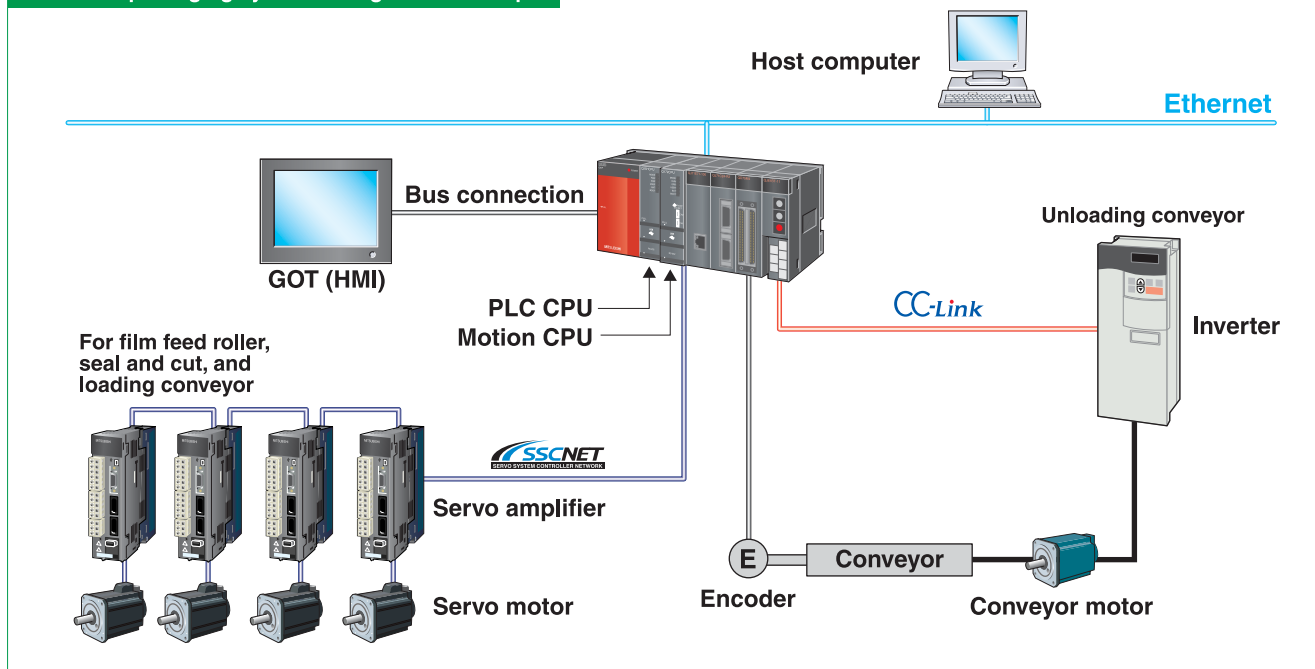 Host computer
Ethernet
Bus connection
GOT (HMI)
PLC CPU
Motion CPU
Unloading conveyor
CC-Link
Inverter
For film feed roller,
seal and cut, and
loading conveyor
SSCNET
SERVO SYSTEM CONTROLLER NETWORK
Servo amplifier
Servo motor
E
Encoder
Conveyor
Conveyor motor